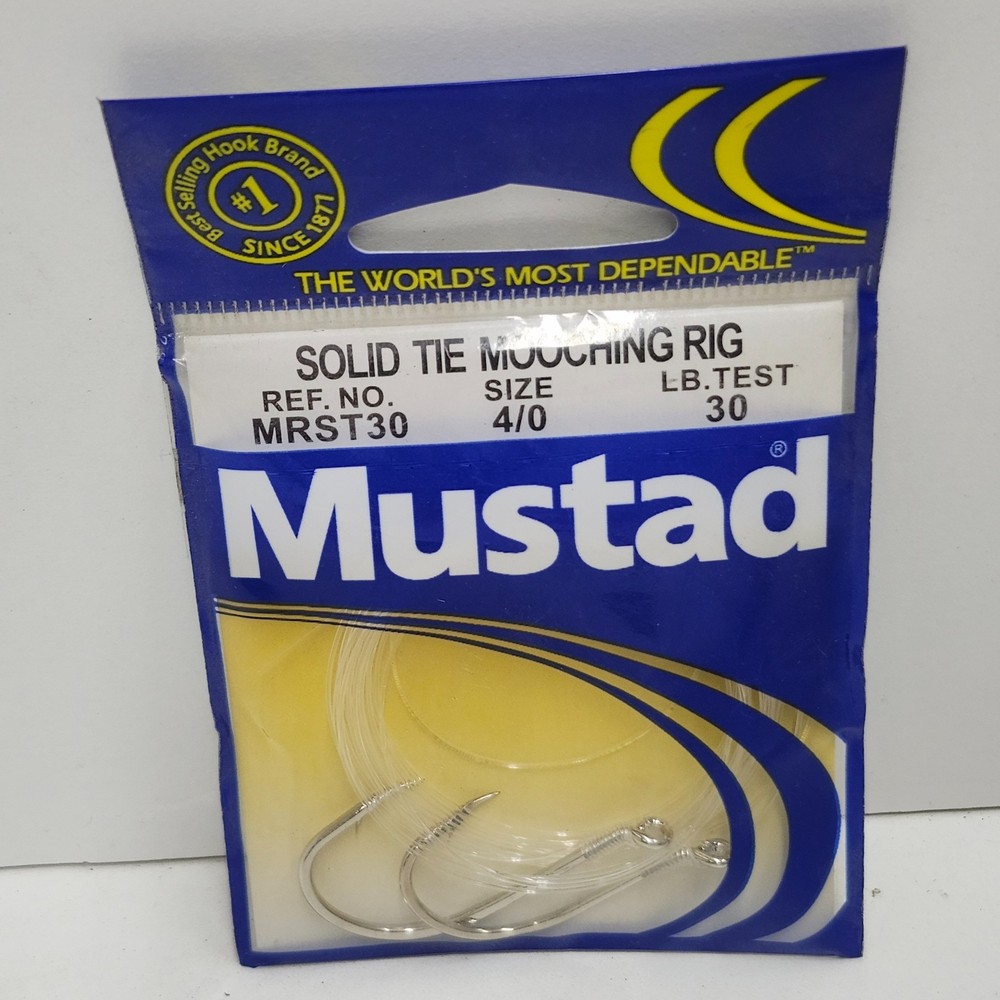 Best Selling Hook Brand
#1
SINCE 1871
THE WORLD'S MOST DEPENDABLE™
SOLID TIE MOOCHING RIG
REF. NO. SIZE LB. TEST
MRST30 4/0 30
Mustad®